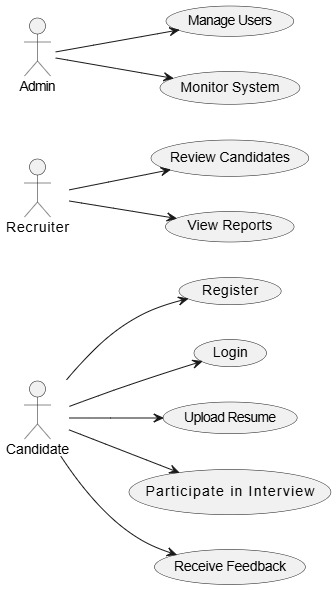 Manage Users
Admin
Monitor System
Review Candidates
Recruiter
View Reports
Register
Login
Upload Resume
Candidate
Participate in Interview
Receive Feedback